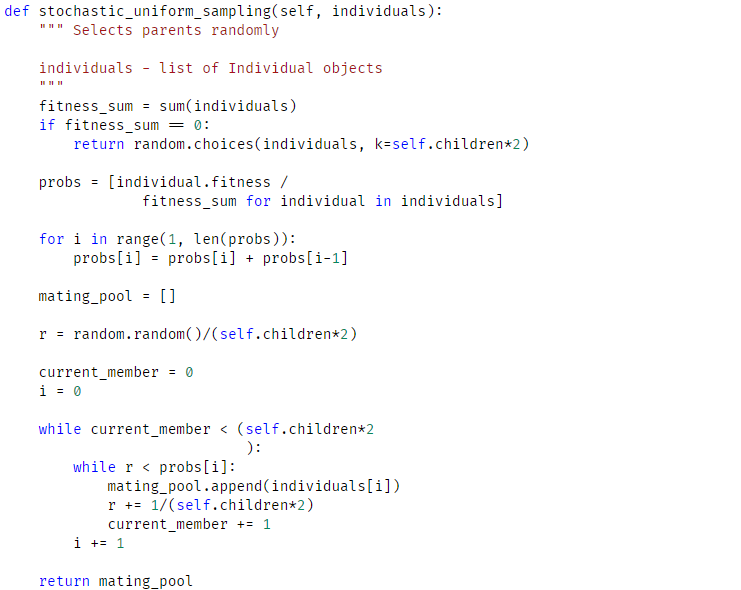 def stochastic_uniform_sampling(self, individuals):
    """ Selects parents randomly

    individuals - list of Individual objects
    """
    fitness_sum = sum(individuals)
    if fitness_sum == 0:
        return random.choices(individuals, k=self.children*2)

    probs = [individual.fitness /
                fitness_sum for individual in individuals]

    for i in range(1, len(probs)):
        probs[i] = probs[i] + probs[i-1]

    mating_pool = []

    r = random.random()/(self.children*2)

    current_member = 0
    i = 0

    while current_member < (self.children*2
                            ):
        while r < probs[i]:
            mating_pool.append(individuals[i])
            r += 1/(self.children*2)
            current_member += 1
        i += 1

    return mating_pool